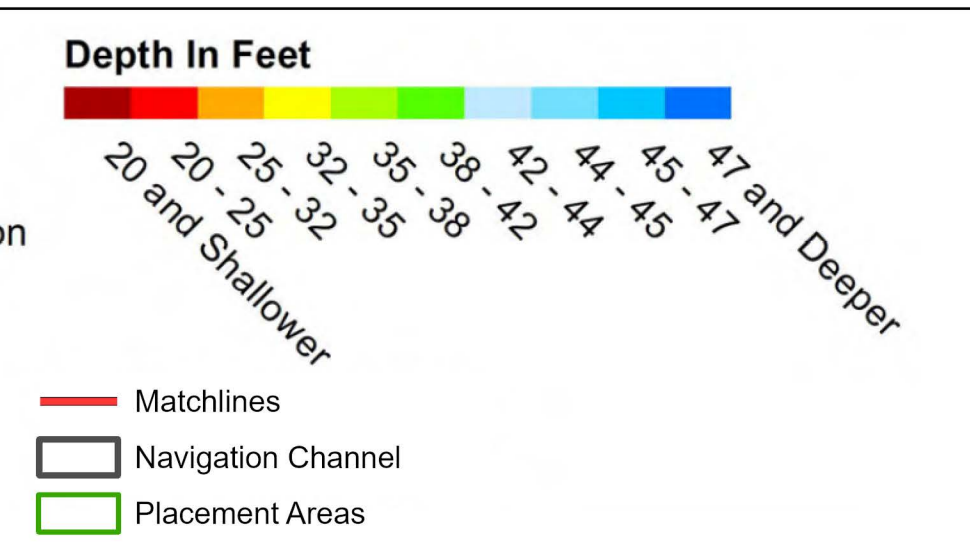 Depth In Feet
20 and Shallower
20 - 25
25 - 32
32 - 35
35 - 38
38 - 42
42 - 44
44 - 45
45 - 47
47 and Deeper
on
Matchlines
Navigation Channel
Placement Areas